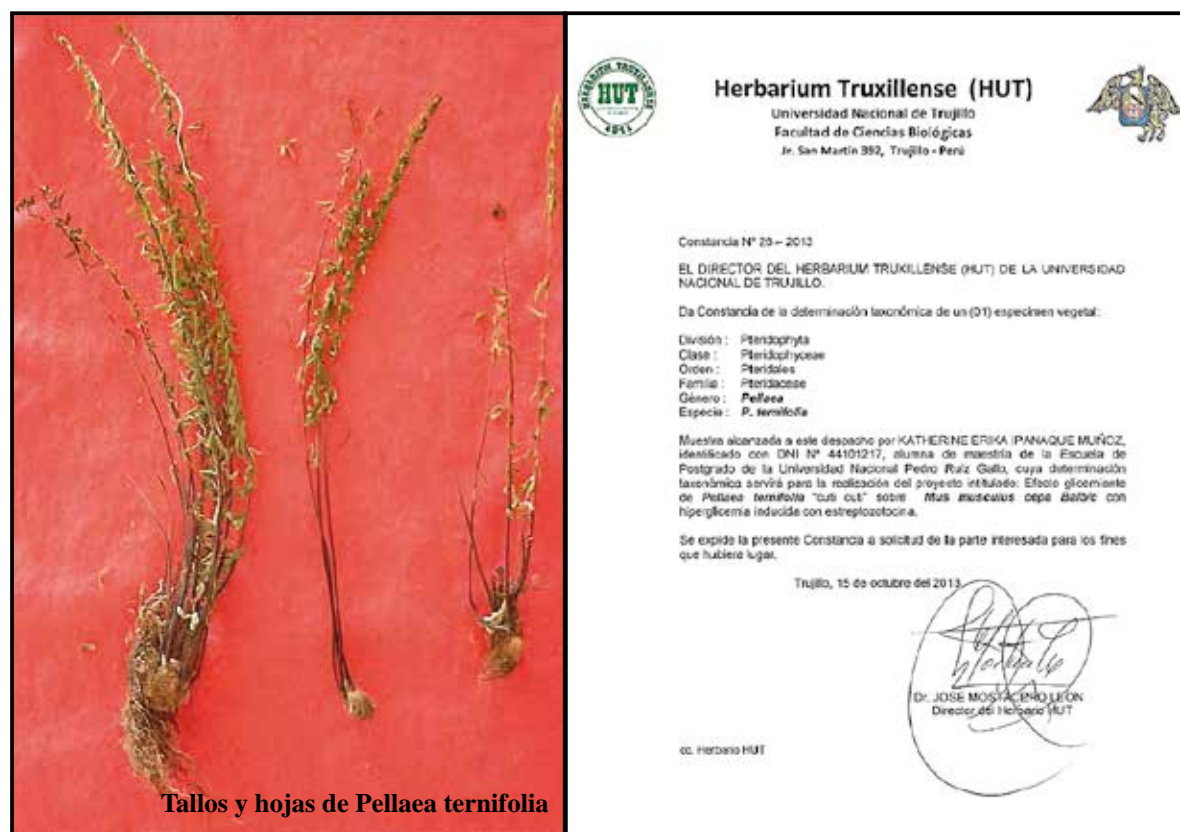 Tallos y hojas de Pellaea ternifolia
HERBARIUM TRUXILLENSE
HUT
1941
Herbarium Truxillense (HUT)
Universidad Nacional de Trujillo
Facultad de Ciencias Biológicas
Jr. San Martin 392, Trujillo - Perú
Constancia N° 26 – 2013
EL DIRECTOR DEL HERBARIUM TRUXILLENSE (HUT) DE LA UNIVERSIDAD
NACIONAL DE TRUJILLO.
Da Constancia de la determinación taxonómica de un (01) especimen vegetal:
División : Pteridophyta
Clase : Pteridophyceae
Orden : Pteridales
Familia : Pteridaceae
Género : Pellaea
Especie : P. ternifolia
Muestra alcanzada a este despacho por KATHERINE ERIKA IPANAQUE MUÑOZ,
identificado con DNI N° 44101217, alumna de maestría de la Escuela de
Postgrado de la Universidad Nacional Pedro Ruiz Gallo, cuya determinación
taxonómica servirá para la realización del proyecto intitulado: Efecto glicemiante
de Pellaea ternifolia "cuti cuti" sobre Mus musculus cepa Balb/c con
hiperglicemia inducida con estreptozotocina.
Se expide la presente Constancia a solicitud de la parte interesada para los fines
que hubiera lugar.
Trujillo, 15 de octubre del 2013
Dr. JOSE MOSTACERO LEON
Director del Herbario HUT
cc. Herbario HUT